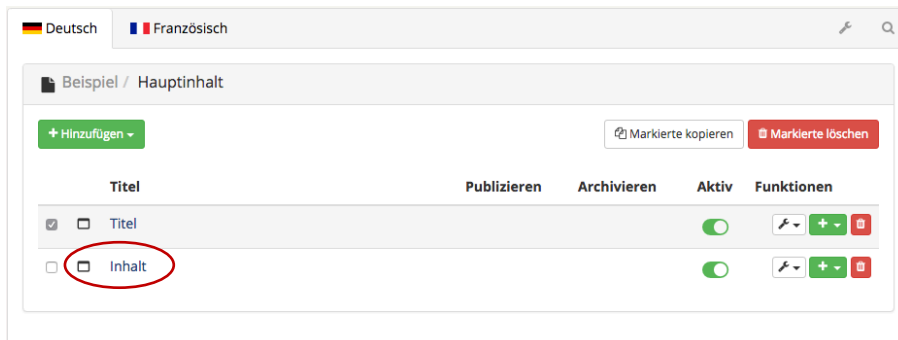 Deutsch Französisch
Beispiel / Hauptinhalt
+ Hinzufügen Markierte kopieren Markierte löschen
Titel Publizieren Archivieren Aktiv Funktionen
Titel
Inhalt